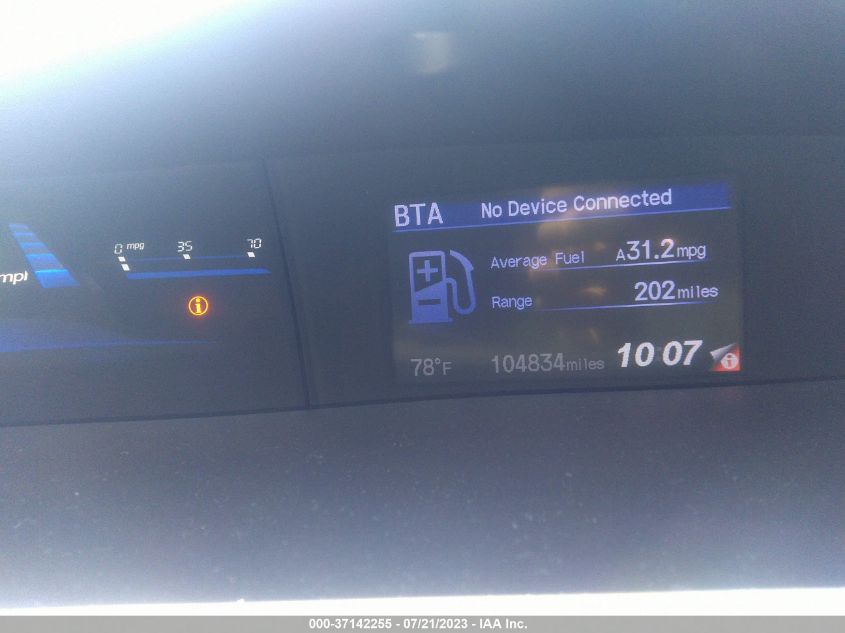 BTA No Device Connected
0 mpg 35 70
Average Fuel A31.2mpg
Range 202miles
78°F 104834miles 10 07
000-37142255 - 07/21/2023 - IAA Inc.